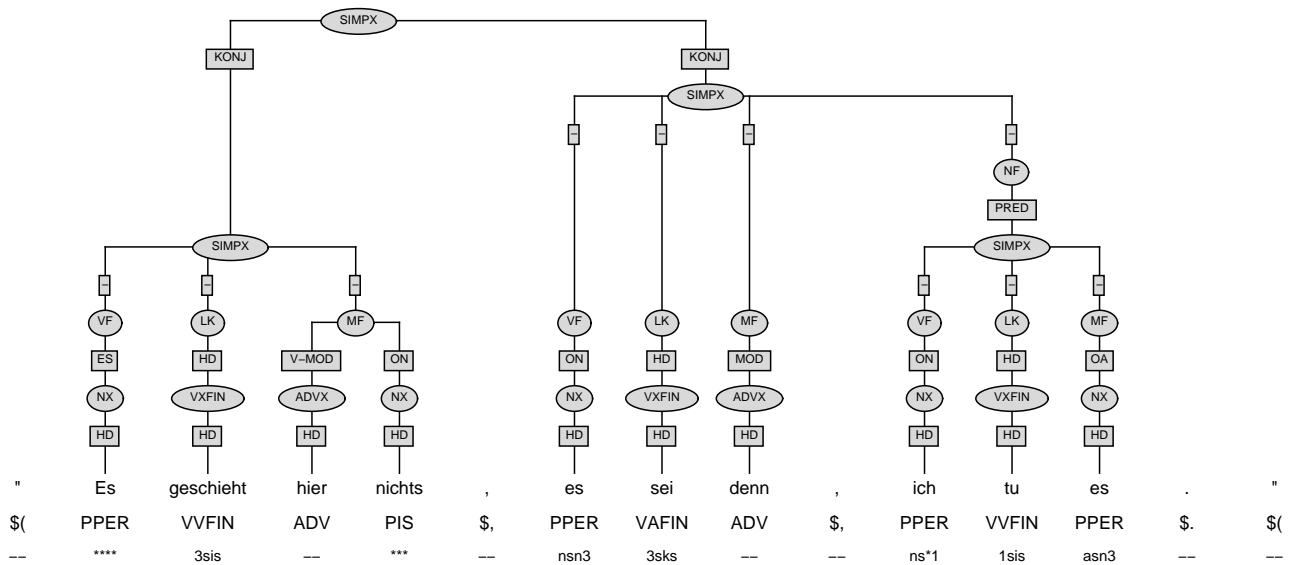 SIMPX
KONJ KONJ
SIMPX
– – – –
NF
PRED
SIMPX SIMPX
– – – – – –
VF LK MF VF LK MF VF LK MF
ES HD V–MOD ON ON HD MOD ON HD OA
NX VXFIN ADVX NX NX VXFIN ADVX NX VXFIN NX
HD HD HD HD HD HD HD HD HD HD
" Es geschieht hier nichts , es sei denn , ich tu es . "
$( PPER VVFIN ADV PIS $, PPER VAFIN ADV $, PPER VVFIN PPER $. $(
−− **** 3sis −− *** −− nsn3 3sks −− −− ns*1 1sis asn3 −− −−